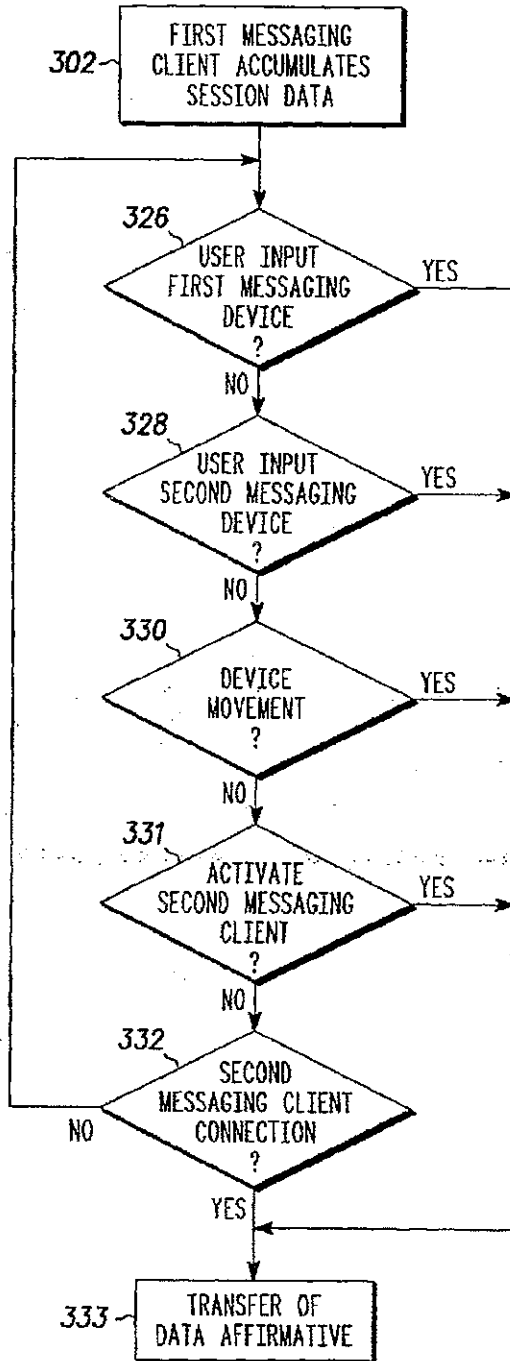 302
FIRST MESSAGING
CLIENT ACCUMULATES
SESSION DATA
326
USER INPUT
FIRST MESSAGING
DEVICE
?
YES
NO
328
USER INPUT
SECOND MESSAGING
DEVICE
?
YES
NO
330
DEVICE
MOVEMENT
?
YES
NO
331
ACTIVATE
SECOND MESSAGING
CLIENT
?
YES
NO
332
SECOND
MESSAGING CLIENT
CONNECTION
?
NO
YES
333
TRANSFER OF
DATA AFFIRMATIVE